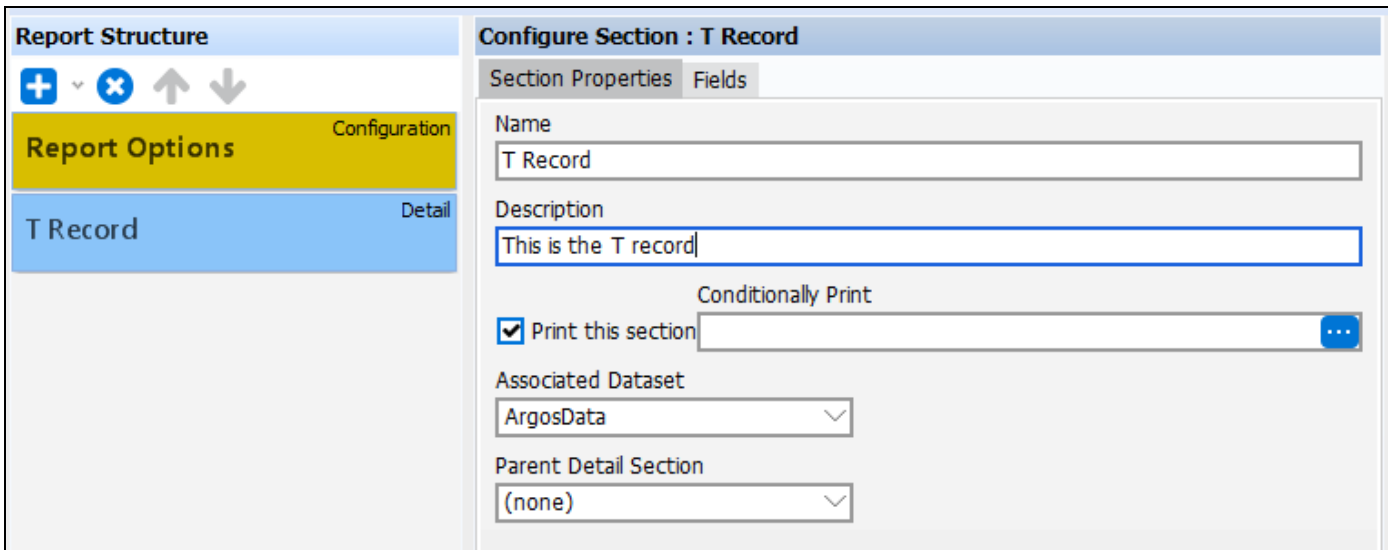 Report Structure
Configuration
Report Options
Detail
T Record
Configure Section : T Record
Section Properties
Fields
Name
T Record
Description
This is the T record
Conditionally Print
Print this section
Associated Dataset
ArgosData
Parent Detail Section
(none)